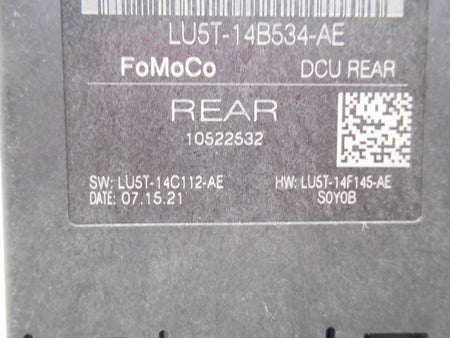 LU5T-14B534-AE
FoMoCo DCU REAR
REAR
10522532
SW: LU5T-14C112-AE HW: LU5T-14F145-AE
DATE: 07.15.21 SOYOB